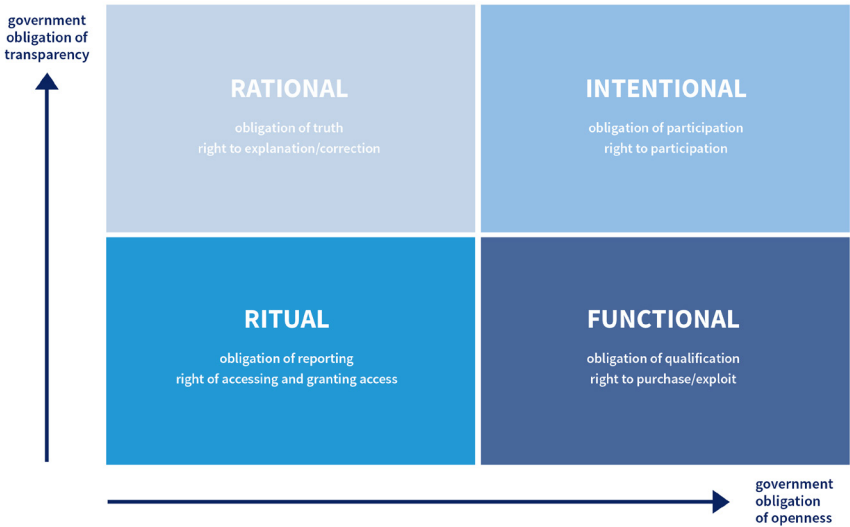 government
obligation of
transparency
RATIONAL
obligation of truth
right to explanation/correction
INTENTIONAL
obligation of participation
right to participation
RITUAL
obligation of reporting
right of accessing and granting access
FUNCTIONAL
obligation of qualification
right to purchase/exploit
government
obligation
of openness